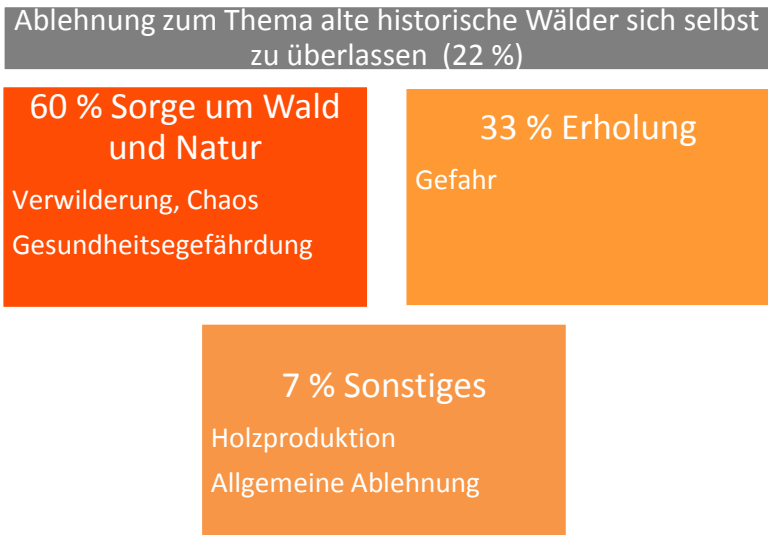 Ablehnung zum Thema alte historische Wälder sich selbst
zu überlassen (22 %)
60 % Sorge um Wald
und Natur
Verwilderung, Chaos
Gesundheitsegefährdung
33 % Erholung
Gefahr
7 % Sonstiges
Holzproduktion
Allgemeine Ablehnung